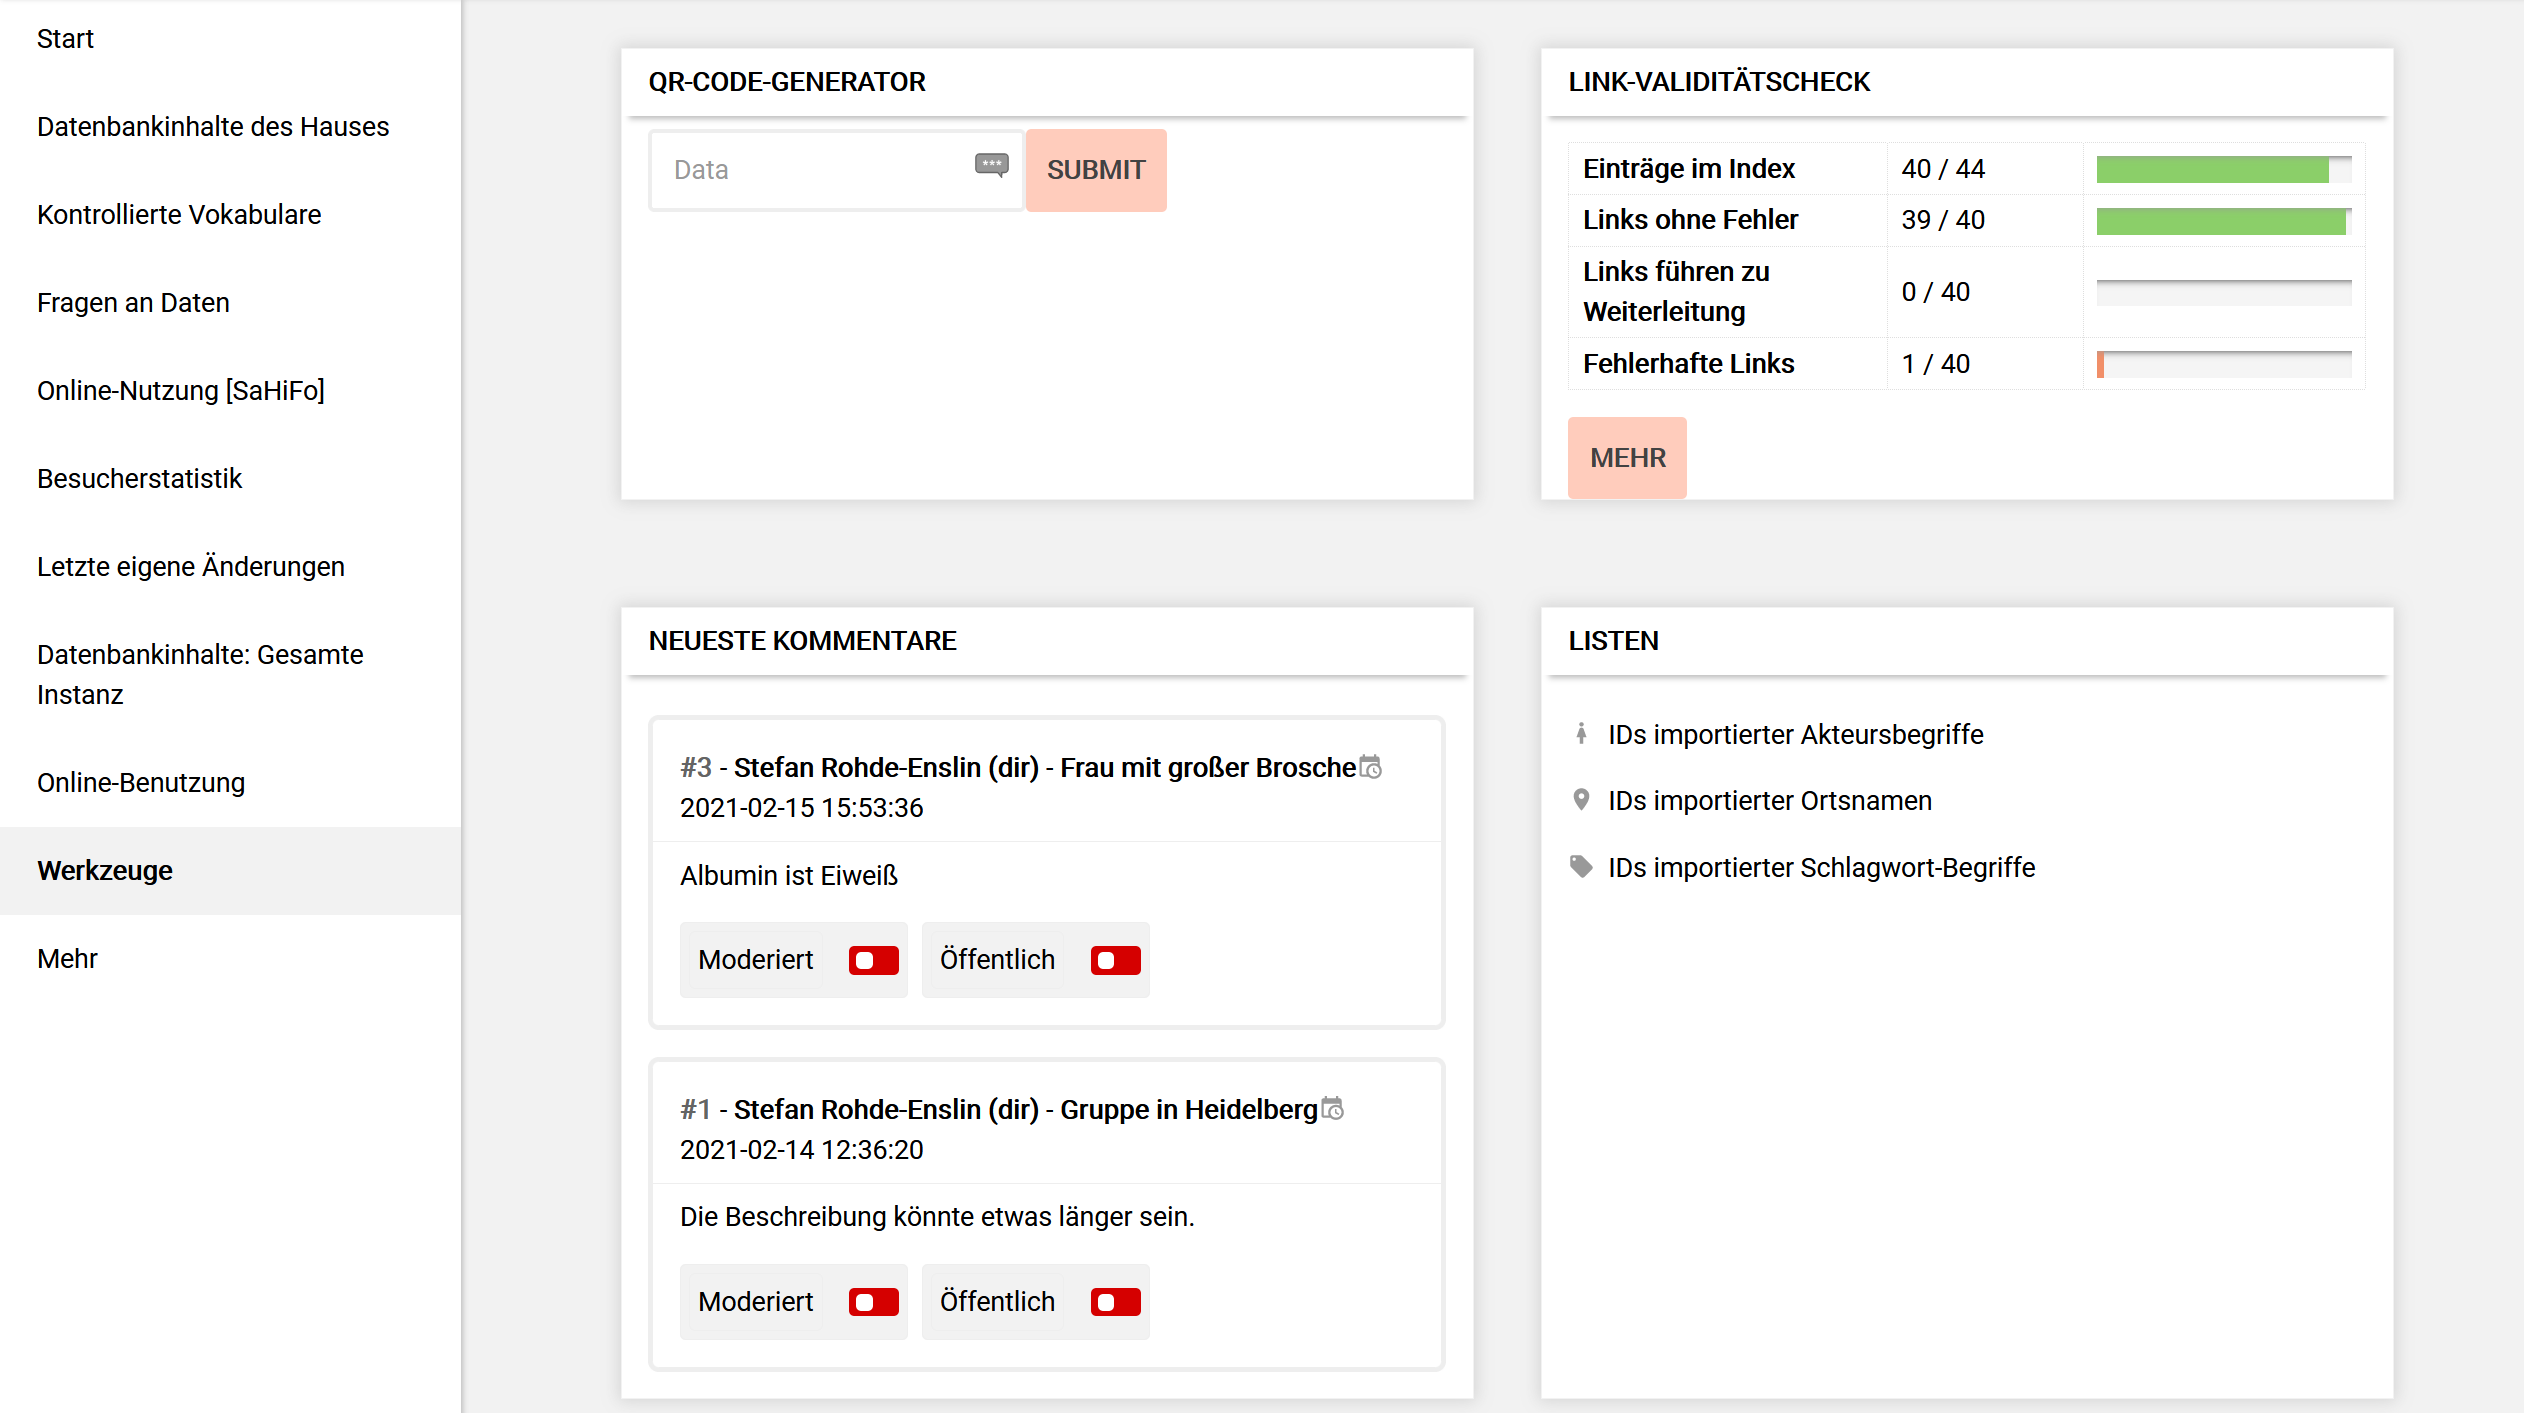 Start
Datenbankinhalte des Hauses
Kontrollierte Vokabulare
Fragen an Daten
Online-Nutzung [SaHiFo]
Besucherstatistik
Letzte eigene Änderungen
Datenbankinhalte: Gesamte
Instanz
Online-Benutzung
Werkzeuge
Mehr
QR-CODE-GENERATOR
Data
***
SUBMIT
LINK-VALIDITÄTSCHECK
Einträge im Index 40 / 44
Links ohne Fehler 39 / 40
Links führen zu
Weiterleitung 0 / 40
Fehlerhafte Links 1 / 40
MEHR
NEUESTE KOMMENTARE
#3 - Stefan Rohde-Enslin (dir) - Frau mit großer Brosche
2021-02-15 15:53:36
Albumin ist Eiweiß
Moderiert Öffentlich
#1 - Stefan Rohde-Enslin (dir) - Gruppe in Heidelberg
2021-02-14 12:36:20
Die Beschreibung könnte etwas länger sein.
Moderiert Öffentlich
LISTEN
IDs importierter Akteursbegriffe
IDs importierter Ortsnamen
IDs importierter Schlagwort-Begriffe